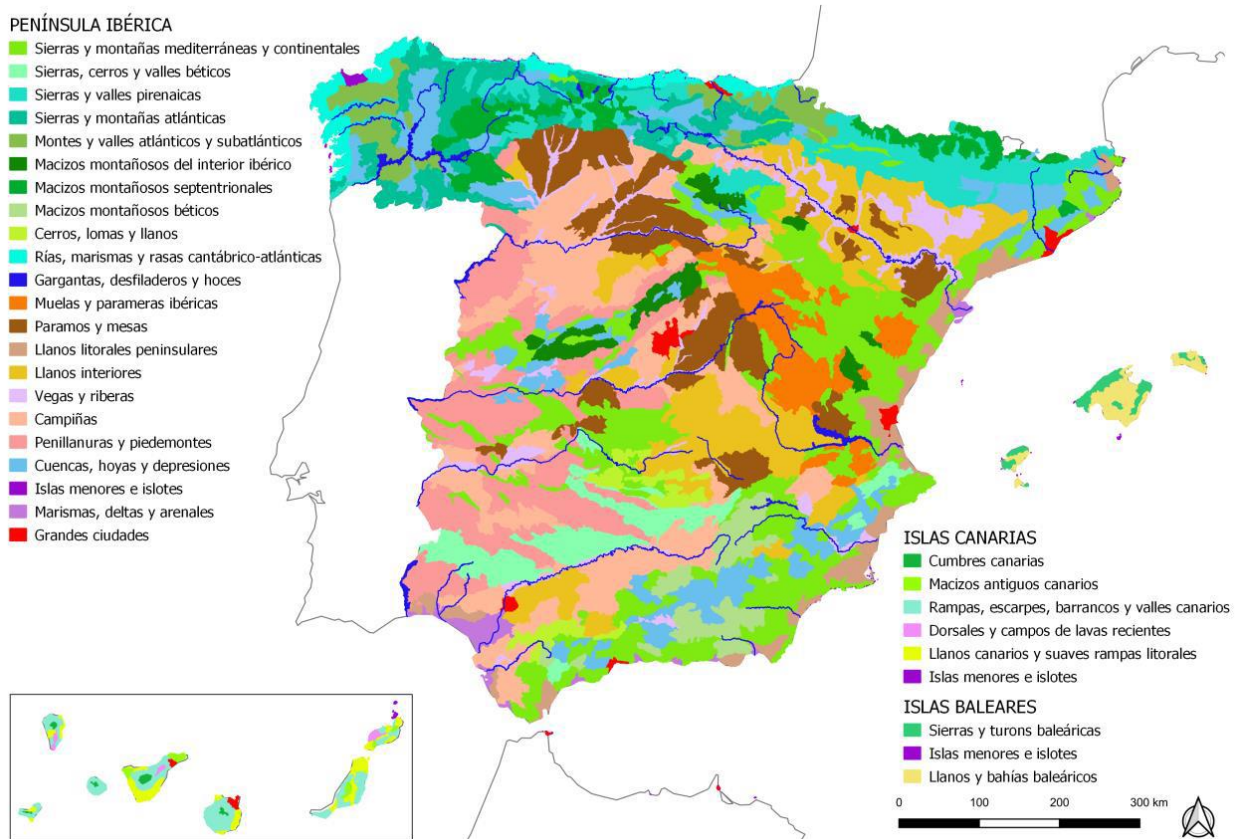 PENÍNSULA IBÉRICA
Sierras y montañas mediterráneas y continentales
Sierras, cerros y valles béticos
Sierras y valles pirenaicas
Sierras y montañas atlánticas
Montes y valles atlánticos y subatlánticos
Macizos montañosos del interior ibérico
Macizos montañosos septentrionales
Macizos montañosos béticos
Cerros, lomas y llanos
Rías, marismas y rasas cantábrico-atlánticas
Gargantas, desfiladeros y hoces
Muelas y parameras ibéricas
Paramos y mesas
Llanos litorales peninsulares
Llanos interiores
Vegas y riberas
Campiñas
Penillanuras y piedemontes
Cuencas, hoyas y depresiones
Islas menores e islotes
Marismas, deltas y arenales
Grandes ciudades
ISLAS CANARIAS
Cumbres canarias
Macizos antiguos canarios
Rampas, escarpes, barrancos y valles canarios
Dorsales y campos de lavas recientes
Llanos canarios y suaves rampas litorales
Islas menores e islotes
ISLAS BALEARES
Sierras y turons baleáricas
Islas menores e islotes
Llanos y bahías baleáricos
0 100 200 300 km